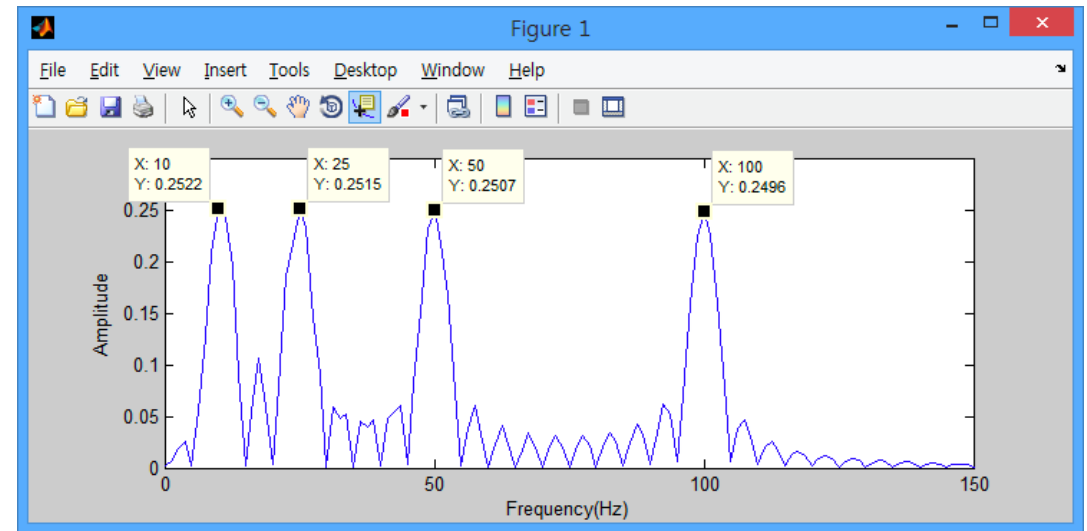 Figure 1
File Edit View Insert Tools Desktop Window Help
X: 10
Y: 0.2522
X: 25
Y: 0.2515
X: 50
Y: 0.2507
X: 100
Y: 0.2496
0.25
0.2
0.15
0.1
0.05
0
Amplitude
0 50 100 150
Frequency(Hz)